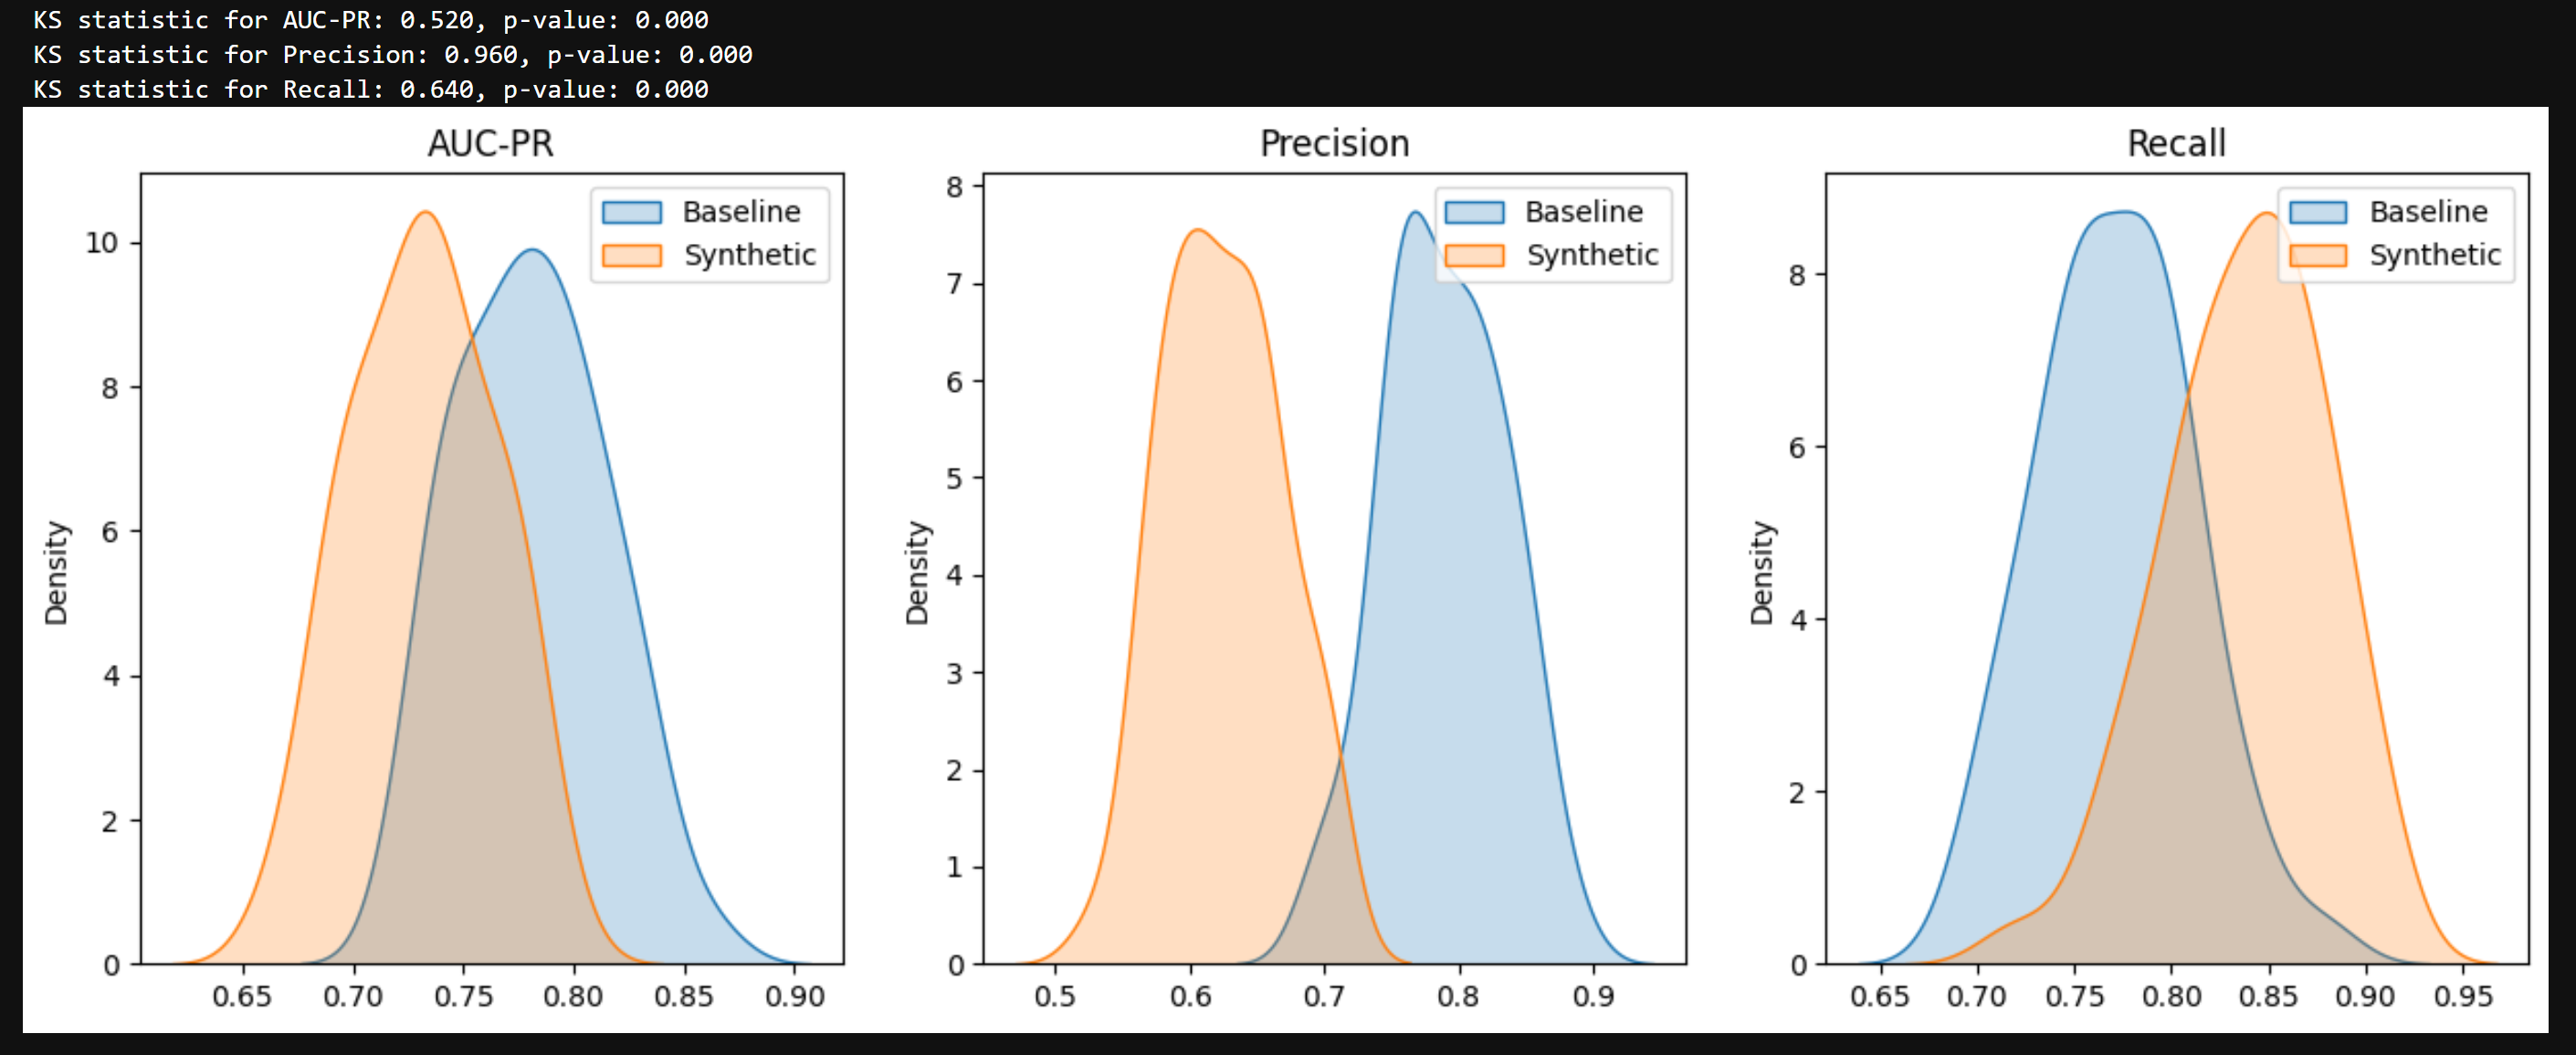 KS statistic for AUC-PR: 0.520, p-value: 0.000
KS statistic for Precision: 0.960, p-value: 0.000
KS statistic for Recall: 0.640, p-value: 0.000
AUC-PR
Baseline
Synthetic
10
8
6
4
2
0
Density
0.65 0.70 0.75 0.80 0.85 0.90
Precision
Baseline
Synthetic
8
7
6
5
4
3
2
1
0
Density
0.5 0.6 0.7 0.8 0.9
Recall
Baseline
Synthetic
8
6
4
2
0
Density
0.65 0.70 0.75 0.80 0.85 0.90 0.95